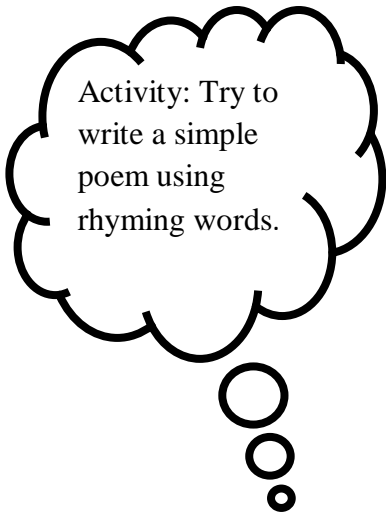 Activity: Try to
write a simple
poem using
rhyming words.